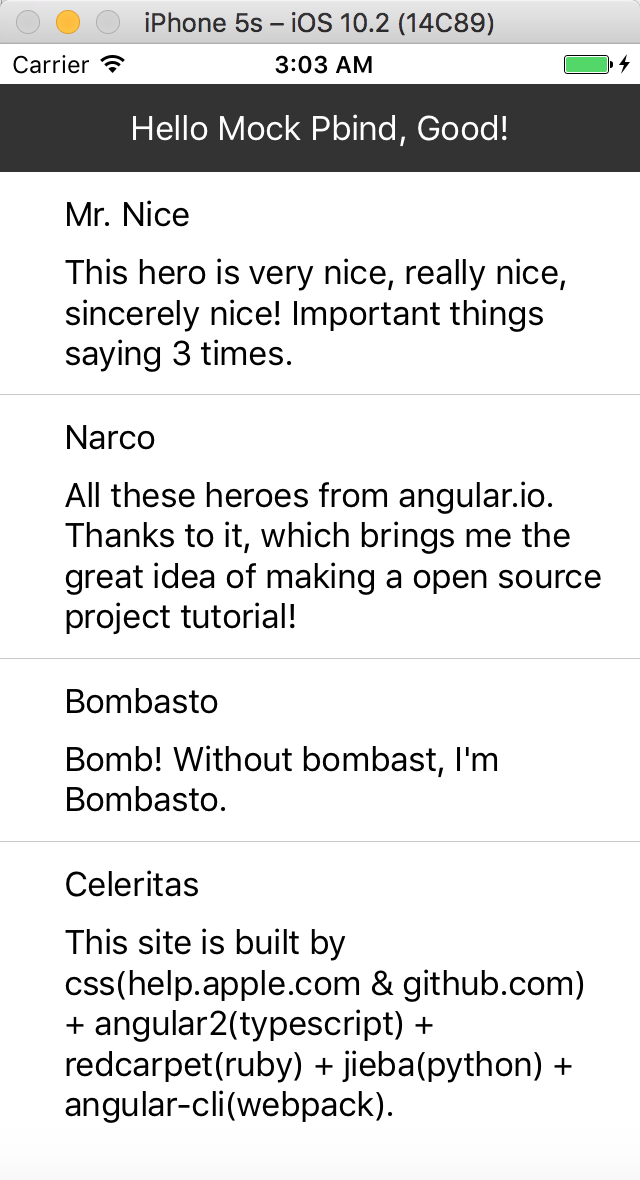 iPhone 5s – iOS 10.2 (14C89)
Carrier 3:03 AM
Hello Mock Pbind, Good!
Mr. Nice
This hero is very nice, really nice,
sincerely nice! Important things
saying 3 times.
Narco
All these heroes from angular.io.
Thanks to it, which brings me the
great idea of making a open source
project tutorial!
Bombasto
Bomb! Without bombast, I'm
Bombasto.
Celeritas
This site is built by
css(help.apple.com & github.com)
+ angular2(typescript) +
redcarpet(ruby) + jieba(python) +
angular-cli(webpack).